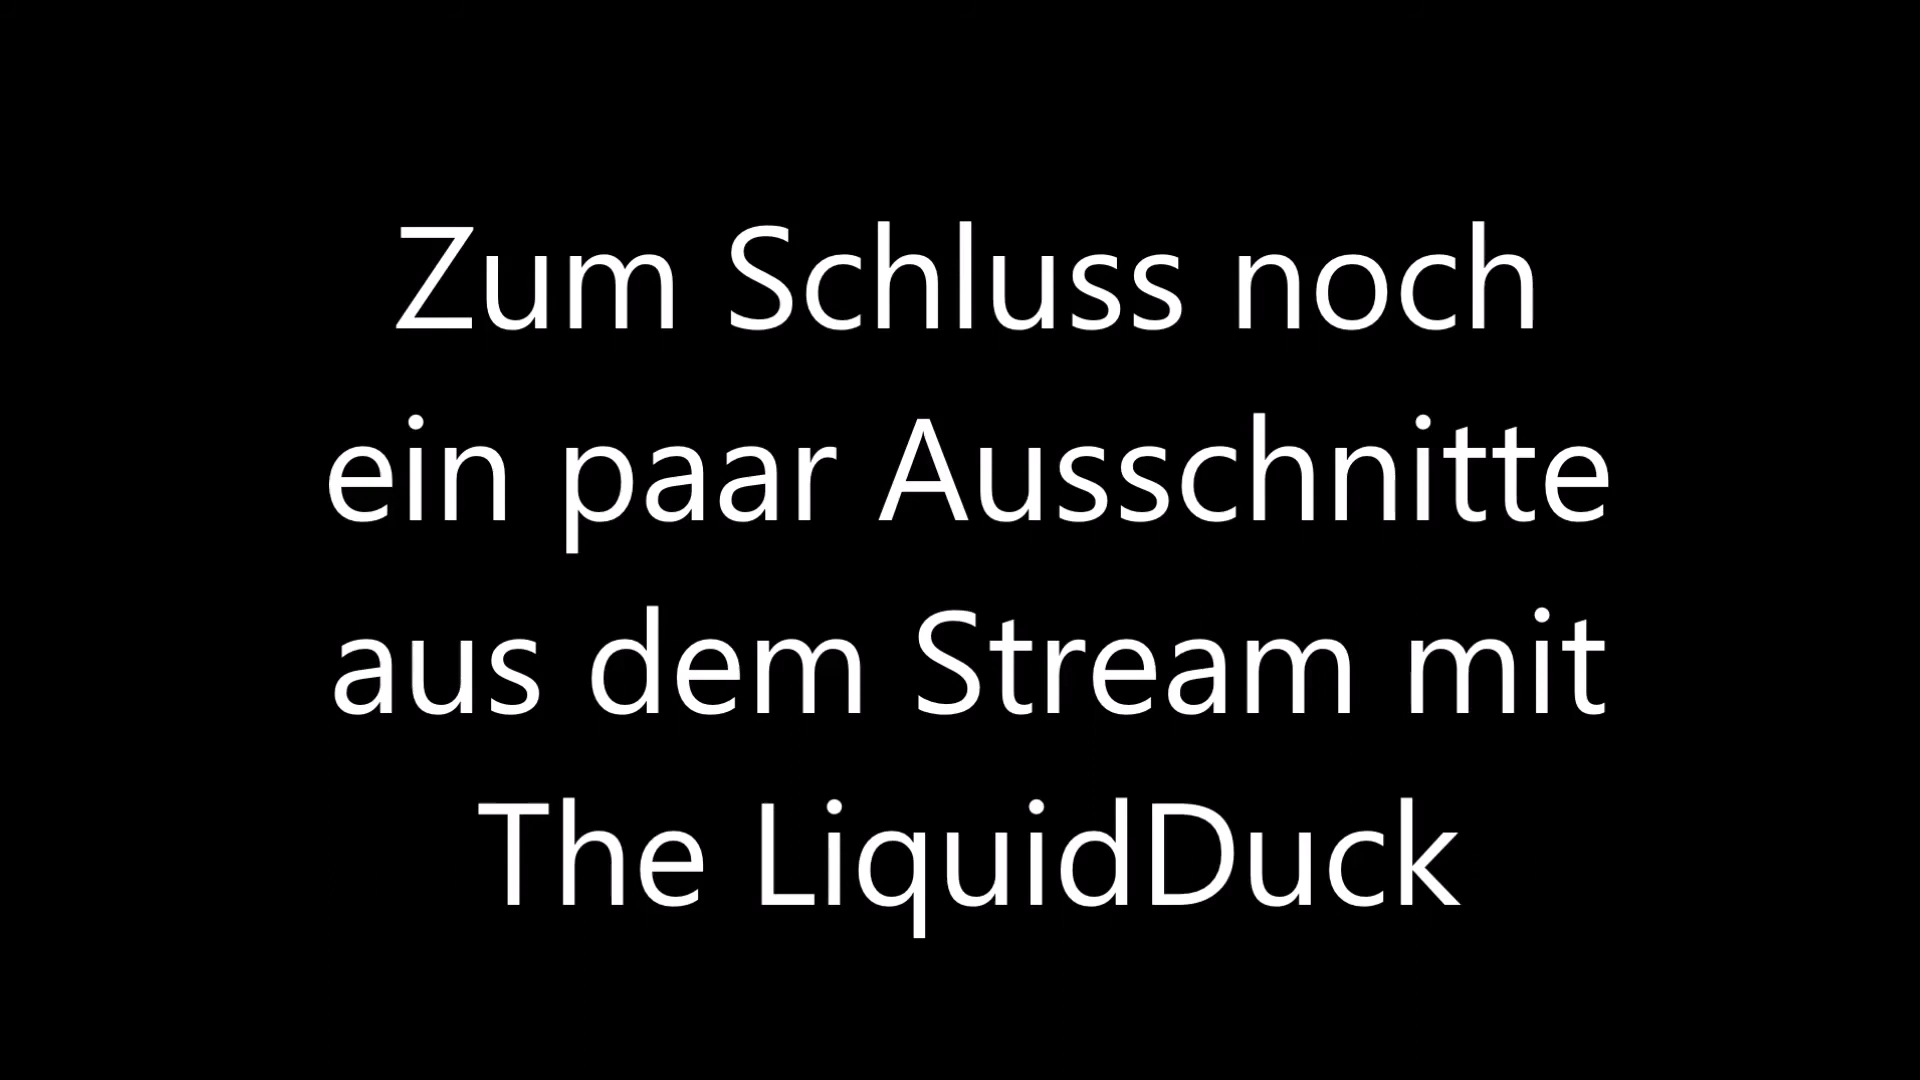 Zum Schluss noch
ein paar Ausschnitte
aus dem Stream mit
The LiquidDuck